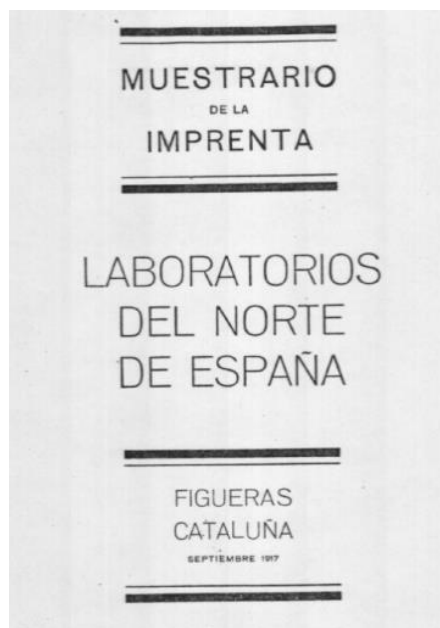 MUESTRARIO
DE LA
IMPRENTA
LABORATORIOS
DEL NORTE
DE ESPAÑA
FIGUERAS
CATALUÑA
SEPTIEMBRE 1917